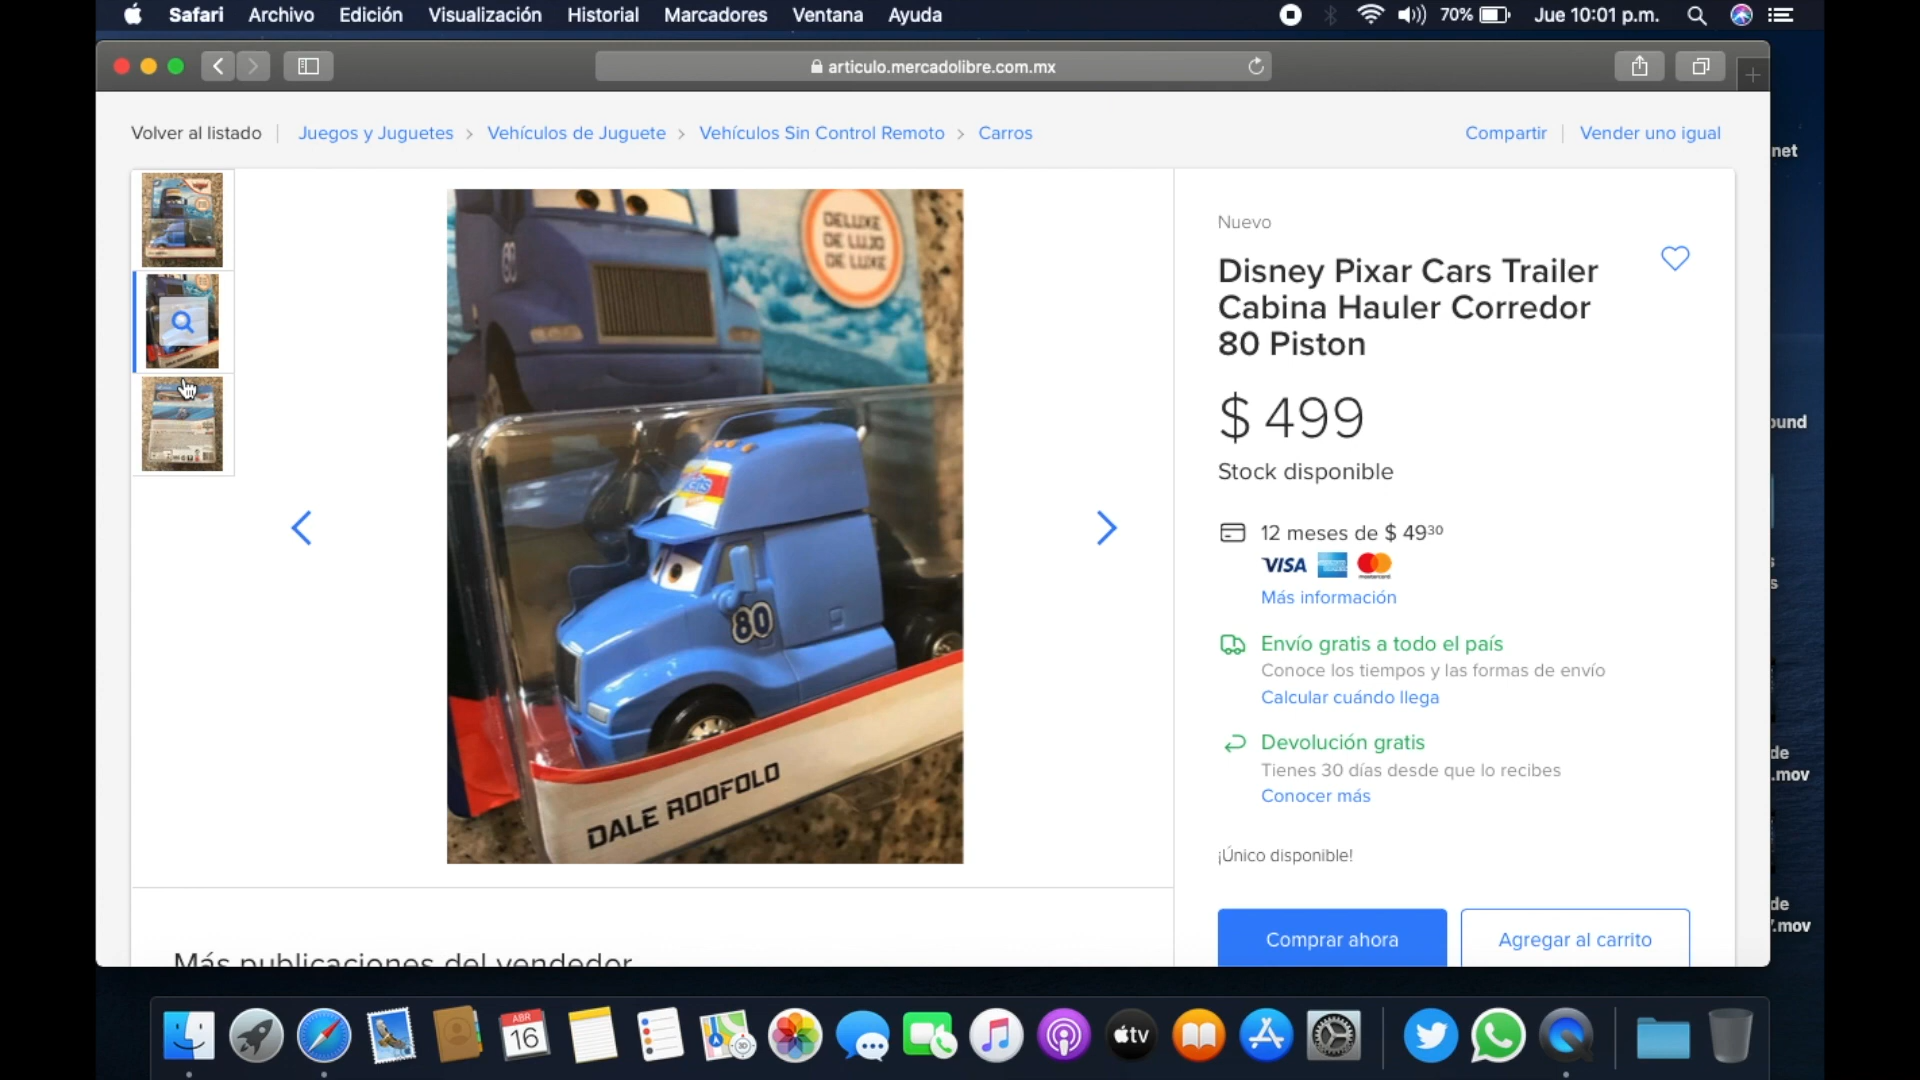 Safari Archivo Edición Visualización Historial Marcadores Ventana Ayuda
70% Jue 10:01 p.m.
articulo.mercadolibre.com.mx
Volver al listado Juegos y Juguetes > Vehículos de Juguete > Vehículos Sin Control Remoto > Carros
Compartir Vender uno igual
net
DELUXE
DE LUJO
DE LUXE
80
DALE ROOFOLO
Nuevo
Disney Pixar Cars Trailer
Cabina Hauler Corredor
80 Piston
$ 499
Stock disponible
12 meses de $ 49³⁰
VISA
mastercard
Más información
Envío gratis a todo el país
Conoce los tiempos y las formas de envío
Calcular cuándo llega
Devolución gratis
Tienes 30 días desde que lo recibes
Conocer más
¡Único disponible!
Comprar ahora Agregar al carrito
Más publicaciones del vendedor
ound
s
s
de
.mov
de
.mov
ABR
16
3D
tv